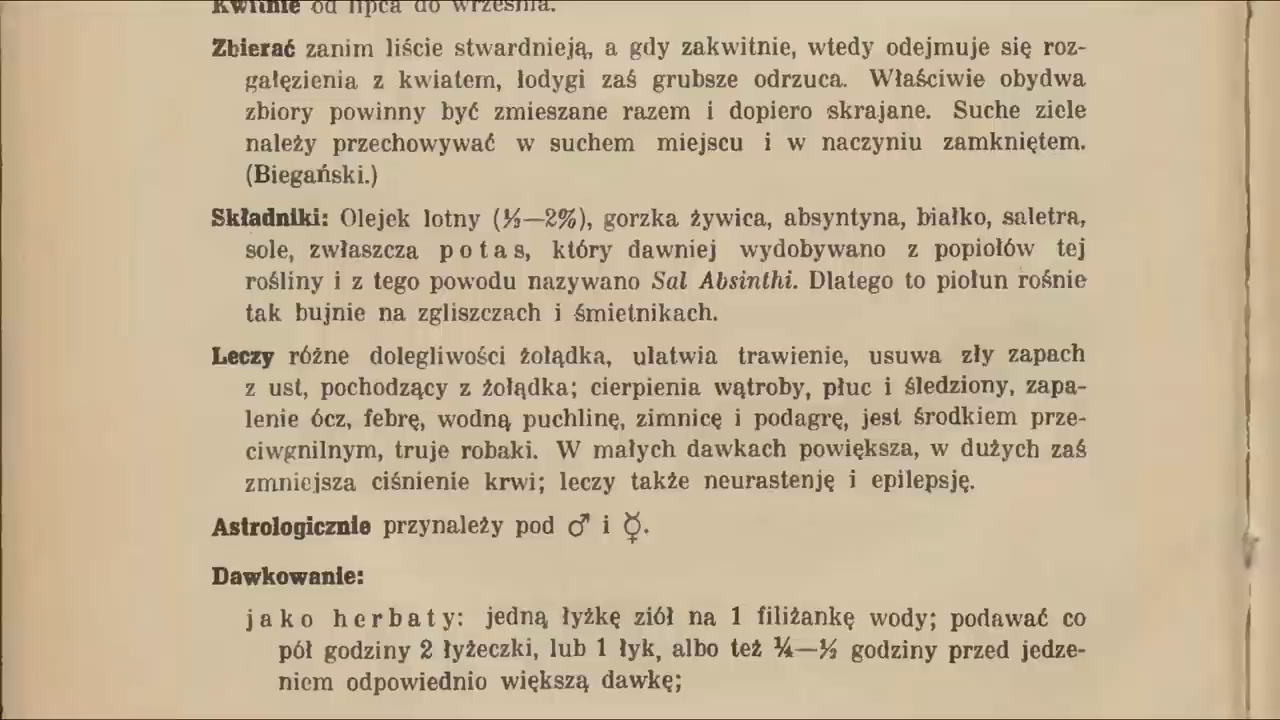 Kwitnie od lipca do września.
Zbierać zanim liście stwardnieją, a gdy zakwitnie, wtedy odejmuje się roz-
gałęzienia z kwiatem, łodygi zaś grubsze odrzuca. Właściwie obydwa
zbiory powinny być zmieszane razem i dopiero skrajane. Suche ziele
należy przechowywać w suchem miejscu i w naczyniu zamkniętem.
(Biegański.)
Składniki: Olejek lotny (½—2%), gorzka żywica, absyntyna, białko, saletra,
sole, zwłaszcza potas, który dawniej wydobywano z popiołów tej
rośliny i z tego powodu nazywano Sal Absinthi. Dlatego to piołun rośnie
tak bujnie na zgliszczach i śmietnikach.
Leczy różne dolegliwości żołądka, ułatwia trawienie, usuwa zły zapach
z ust, pochodzący z żołądka; cierpienia wątroby, płuc i śledziony, zapa-
lenie ócz, febrę, wodną puchlinę, zimnicę i podagrę, jest środkiem prze-
ciwgnilnym, truje robaki. W małych dawkach powiększa, w dużych zaś
zmniejsza ciśnienie krwi; leczy także neurastenję i epilepsję.
Astrologicznie przynależy pod ♂ i ☿.
Dawkowanie:
jako herbaty: jedną łyżkę ziół na 1 filiżankę wody; podawać co
pół godziny 2 łyżeczki, lub 1 łyk, albo też ¼—½ godziny przed jedze-
niem odpowiednio większą dawkę;